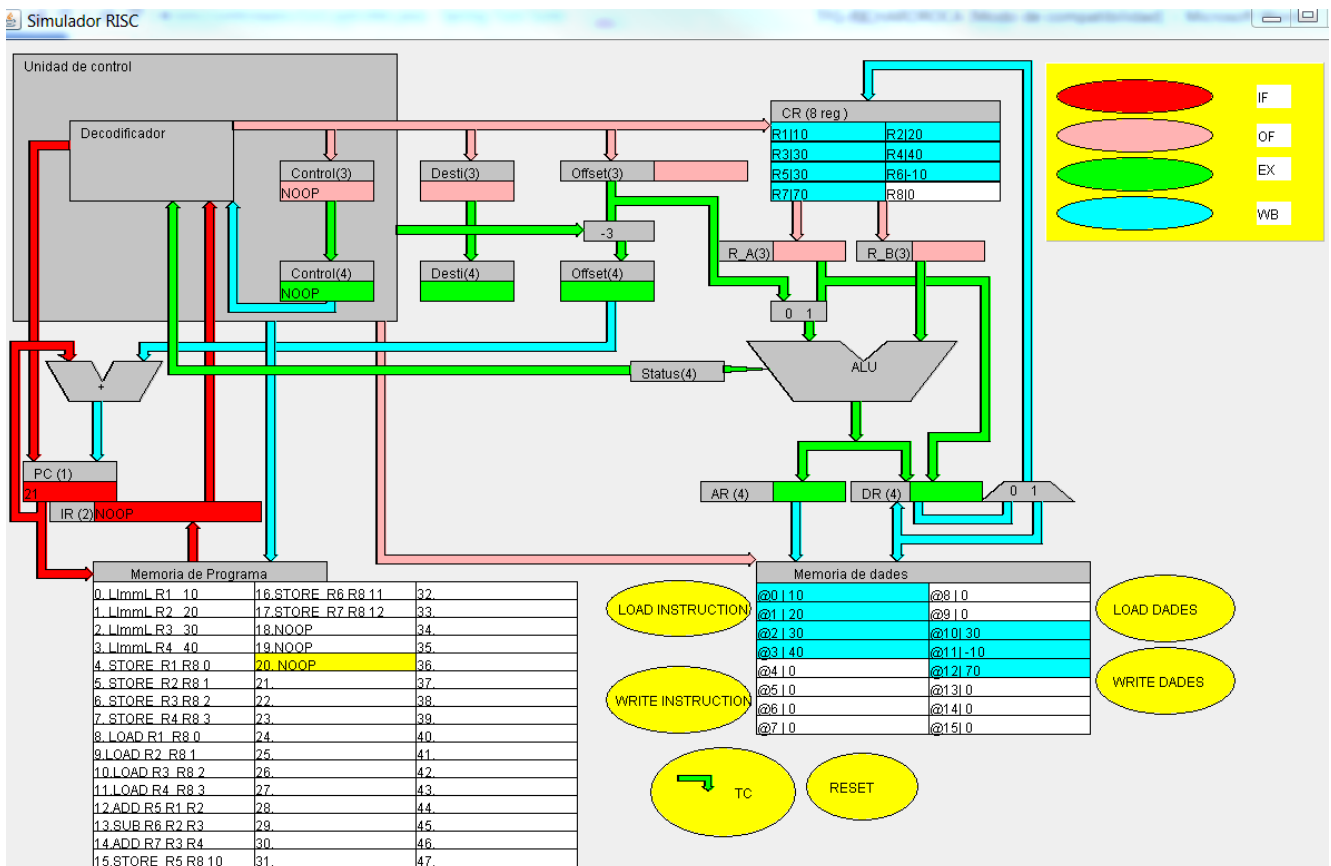 Simulador RISC
Unidad de control
Decodificador
Control(3)
NOOP
Desti(3)
Offset(3)
-3
Control(4)
NOOP
Desti(4)
Offset(4)
CR (8 reg )
R1|10 R2|20
R3|30 R4|40
R5|30 R6|-10
R7|70 R8|0
IF
OF
EX
WB
R_A(3)
R_B(3)
0 1
ALU
Status(4)
+
PC (1)
21
IR (2) NOOP
AR (4)
DR (4)
0 1
Memoria de Programa
0. LImmL R1 10 16.STORE R6 R8 11 32.
1. LImmL R2 20 17.STORE R7 R8 12 33.
2. LImmL R3 30 18.NOOP 34.
3. LImmL R4 40 19.NOOP 35.
4. STORE R1 R8 0 20. NOOP 36.
5. STORE R2 R8 1 21. 37.
6. STORE R3 R8 2 22. 38.
7. STORE R4 R8 3 23. 39.
8. LOAD R1 R8 0 24. 40.
9.LOAD R2 R8 1 25. 41.
10.LOAD R3 R8 2 26. 42.
11.LOAD R4 R8 3 27. 43.
12.ADD R5 R1 R2 28. 44.
13.SUB R6 R2 R3 29. 45.
14.ADD R7 R3 R4 30. 46.
15.STORE R5 R8 10 31. 47.
LOAD INSTRUCTION
WRITE INSTRUCTION
Memoria de dades
@0 | 10 @8 | 0
@1 | 20 @9 | 0
@2 | 30 @10| 30
@3 | 40 @11| -10
@4 | 0 @12| 70
@5 | 0 @13| 0
@6 | 0 @14| 0
@7 | 0 @15| 0
LOAD DADES
WRITE DADES
TC
RESET